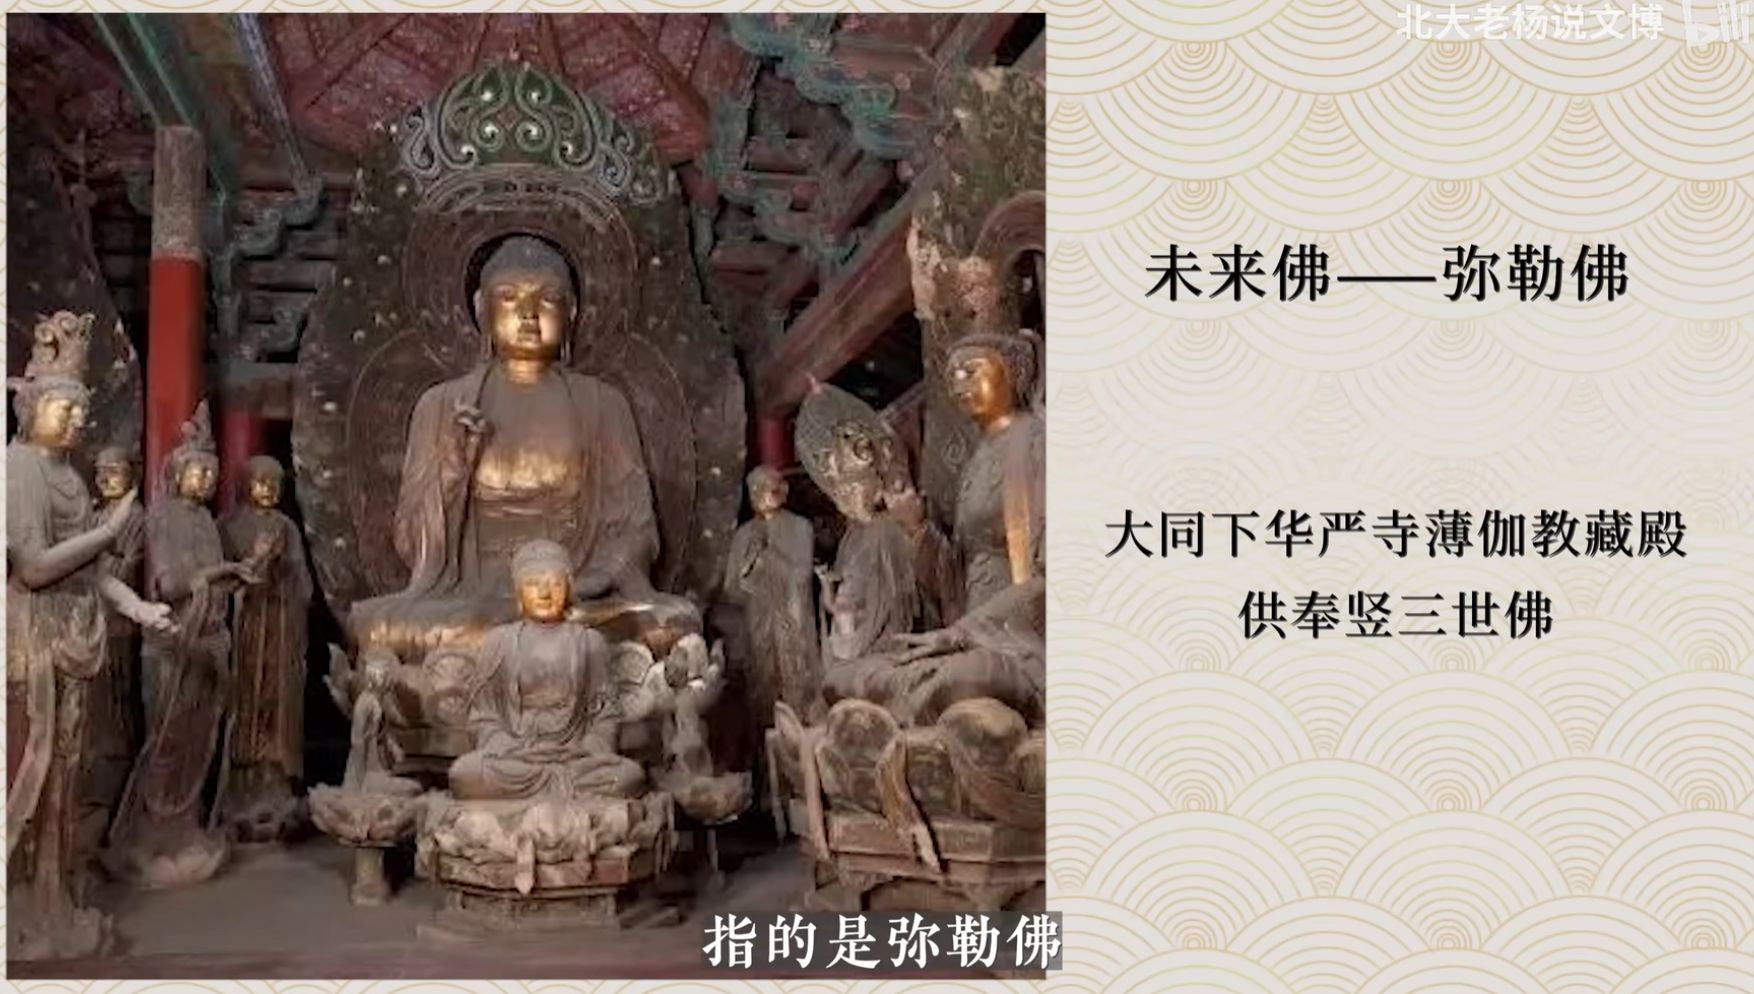 北大老杨说文博 bilibili
未来佛——弥勒佛
大同下华严寺薄伽教藏殿
供奉竖三世佛
指的是弥勒佛